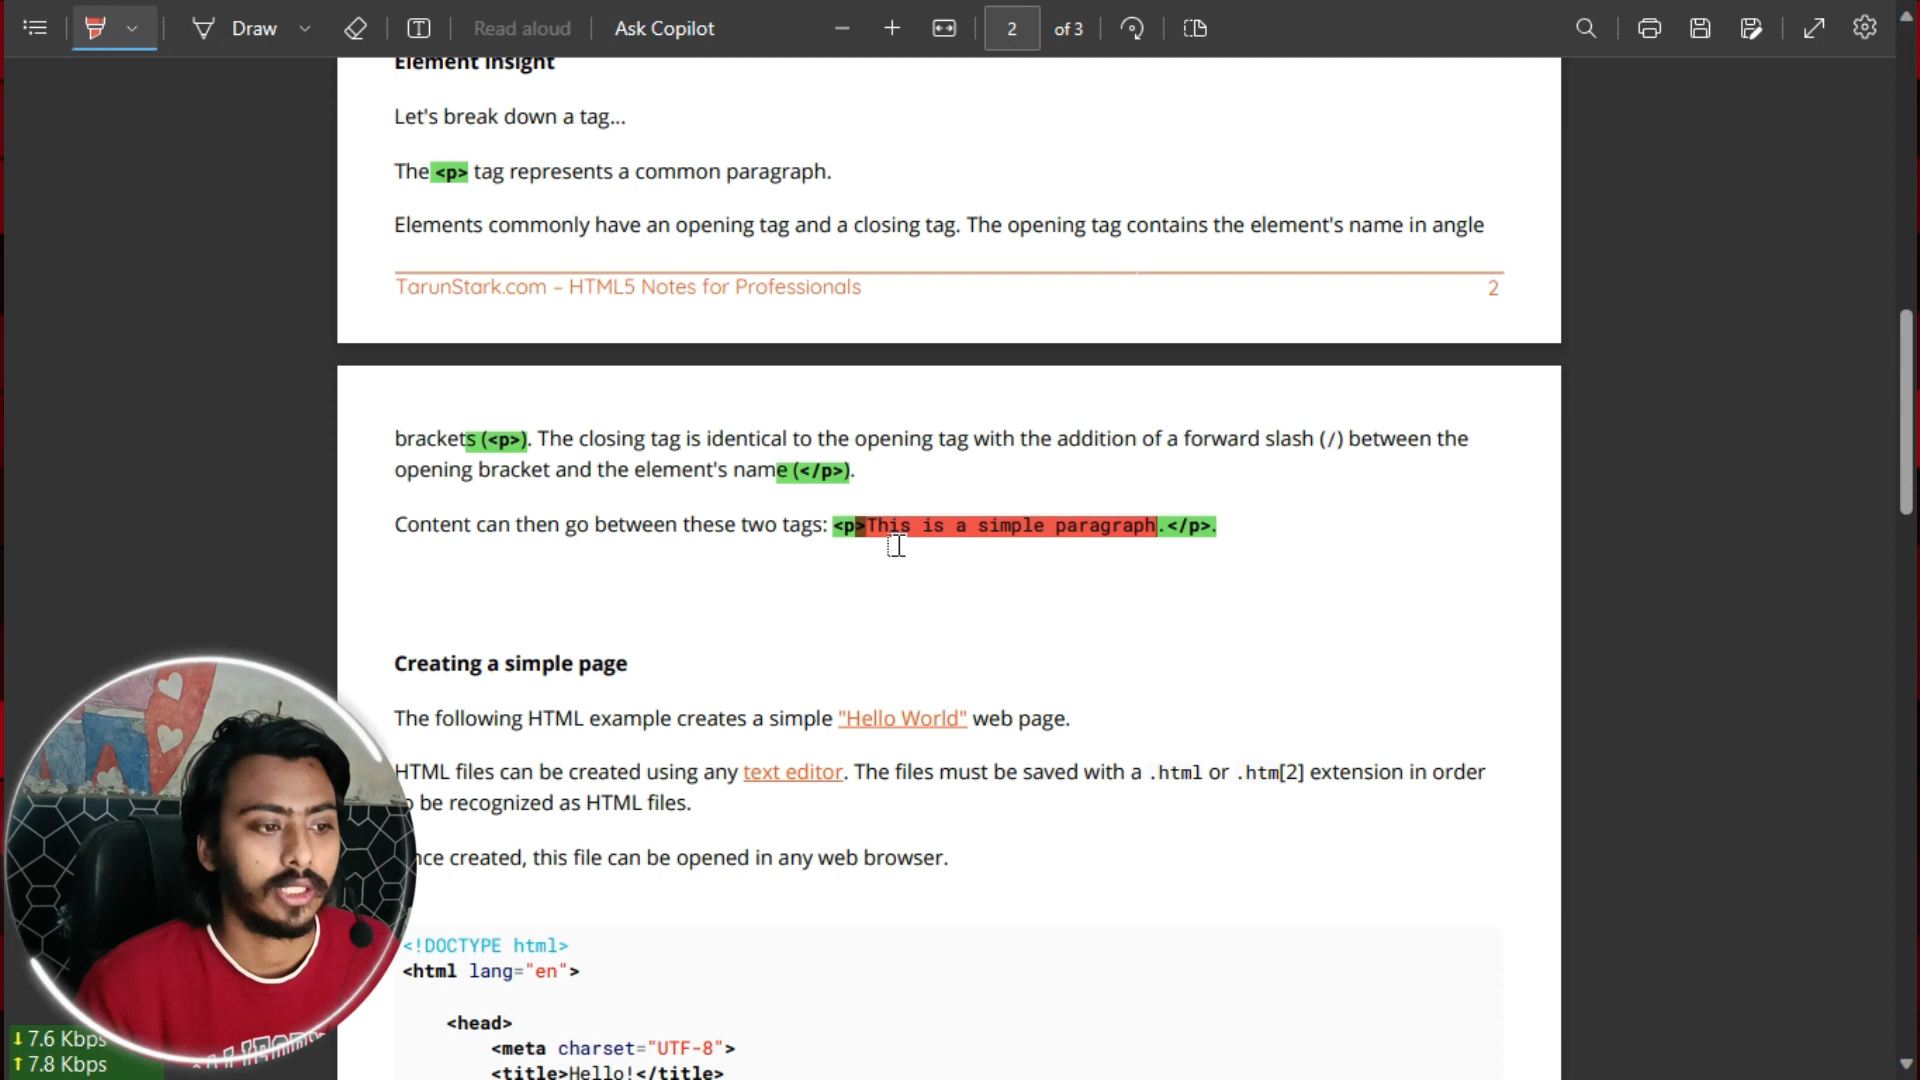 Draw
Read aloud
Ask Copilot
2
of 3
Element Insight
Let's break down a tag...
The <p> tag represents a common paragraph.
Elements commonly have an opening tag and a closing tag. The opening tag contains the element's name in angle
TarunStark.com – HTML5 Notes for Professionals
2
brackets (<p>). The closing tag is identical to the opening tag with the addition of a forward slash (/) between the
opening bracket and the element's name (</p>).
Content can then go between these two tags: <p>This is a simple paragraph.</p>.
Creating a simple page
The following HTML example creates a simple "Hello World" web page.
HTML files can be created using any text editor. The files must be saved with a .html or .htm[2] extension in order
be recognized as HTML files.
created, this file can be opened in any web browser.
<!DOCTYPE html>
<html lang="en">
<head>
<meta charset="UTF-8">
<title>Hello!</title>
7.6 Kbps
7.8 Kbps